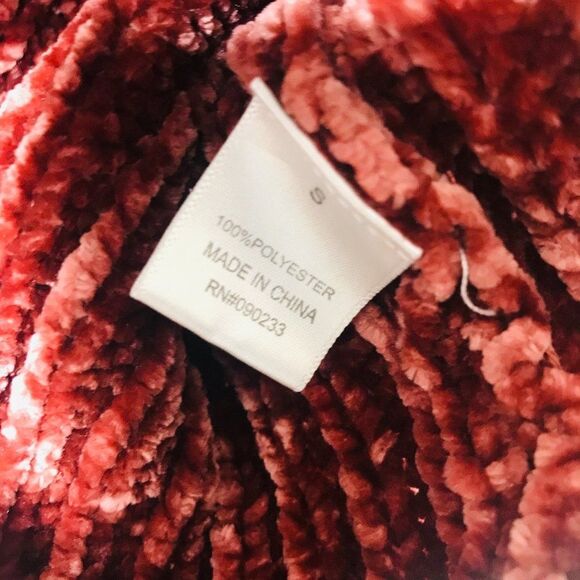 S
100%POLYESTER
MADE IN CHINA
RN#090233